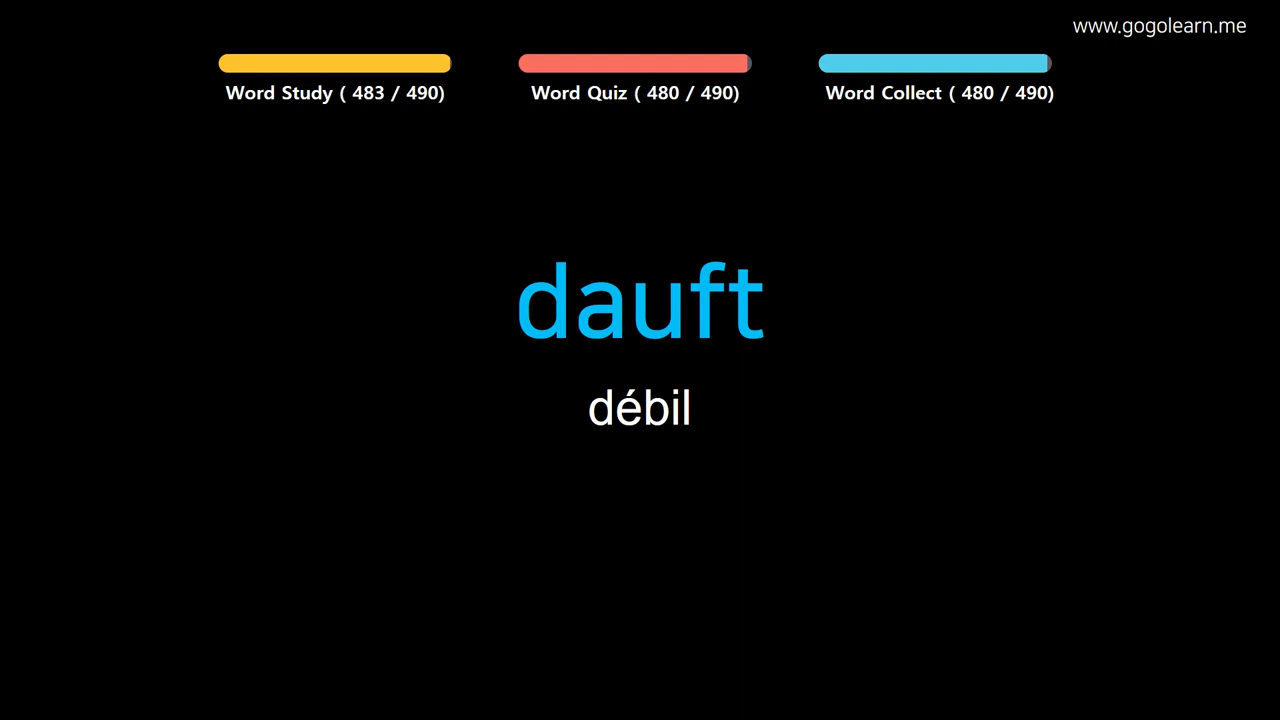 www.gogolearn.me
Word Study ( 483 / 490)
Word Quiz ( 480 / 490)
Word Collect ( 480 / 490)
dauft
débil